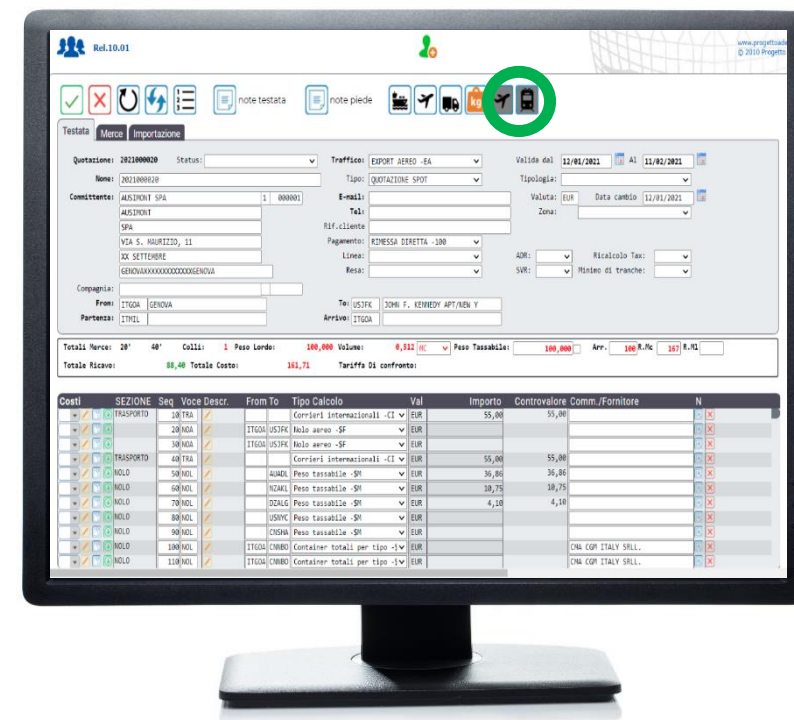 Rel.10.01
www.progettoade
© 2010 Progetto
note testata note piede kg
Testata Merce Importazione
Quotazione: 2021000020 Status: Traffico: EXPORT AEREO -EA Valida dal 12/01/2021 Al 11/02/2021
Nome: 2021000020 Tipo: QUOTAZIONE SPOT Tipologia:
Committente: AUSIMONT SPA 1 000001 E-mail: Valuta: EUR Data cambio 12/01/2021
AUSIMONT Tel: Zona:
SPA Rif.cliente
VIA S. MAURIZIO, 11 Pagamento: RIMESSA DIRETTA -100
XX SETTEMBRE Linea: ADR: Ricalcolo Tax:
GENOVAXXXXXXXXXXXXXGENOVA Resa: SVR: Minimo di tranche:
Compagnia:
From: ITGOA GENOVA To: USJFK JOHN F. KENNEDY APT/NEW Y
Partenza: ITMIL Arrivo: ITGOA
Totali Merce: 20' 40' Colli: 1 Peso Lordo: 100,000 Volume: 0,512 MC Peso Tassabile: 100,000 Arr. 100 R.Mc 167 R.Ml
Totale Ricavo: 88,40 Totale Costo: 161,71 Tariffa Di confronto:
Costi SEZIONE Seq Voce Descr. From To Tipo Calcolo Val Importo Controvalore Comm./Fornitore N
TRASPORTO 10 TRA Corrieri internazionali -CI EUR 55,00 55,00
20 NOA ITGOA USJFK Nolo aereo -$F EUR
30 NOA ITGOA USJFK Nolo aereo -$F EUR
TRASPORTO 40 TRA Corrieri internazionali -CI EUR 55,00 55,00
NOLO 50 NOL AUADL Peso tassabile -$M EUR 36,86 36,86
NOLO 60 NOL NZAKL Peso tassabile -$M EUR 10,75 10,75
NOLO 70 NOL DZALG Peso tassabile -$M EUR 4,10 4,10
NOLO 80 NOL USNYC Peso tassabile -$M EUR
NOLO 90 NOL CNSHA Peso tassabile -$M EUR
NOLO 100 NOL ITGOA CNNBO Container totali per tipo -$ EUR CMA CGM ITALY SRLL.
NOLO 110 NOL ITGOA CNNBO Container totali per tipo -$ EUR CMA CGM ITALY SRLL.